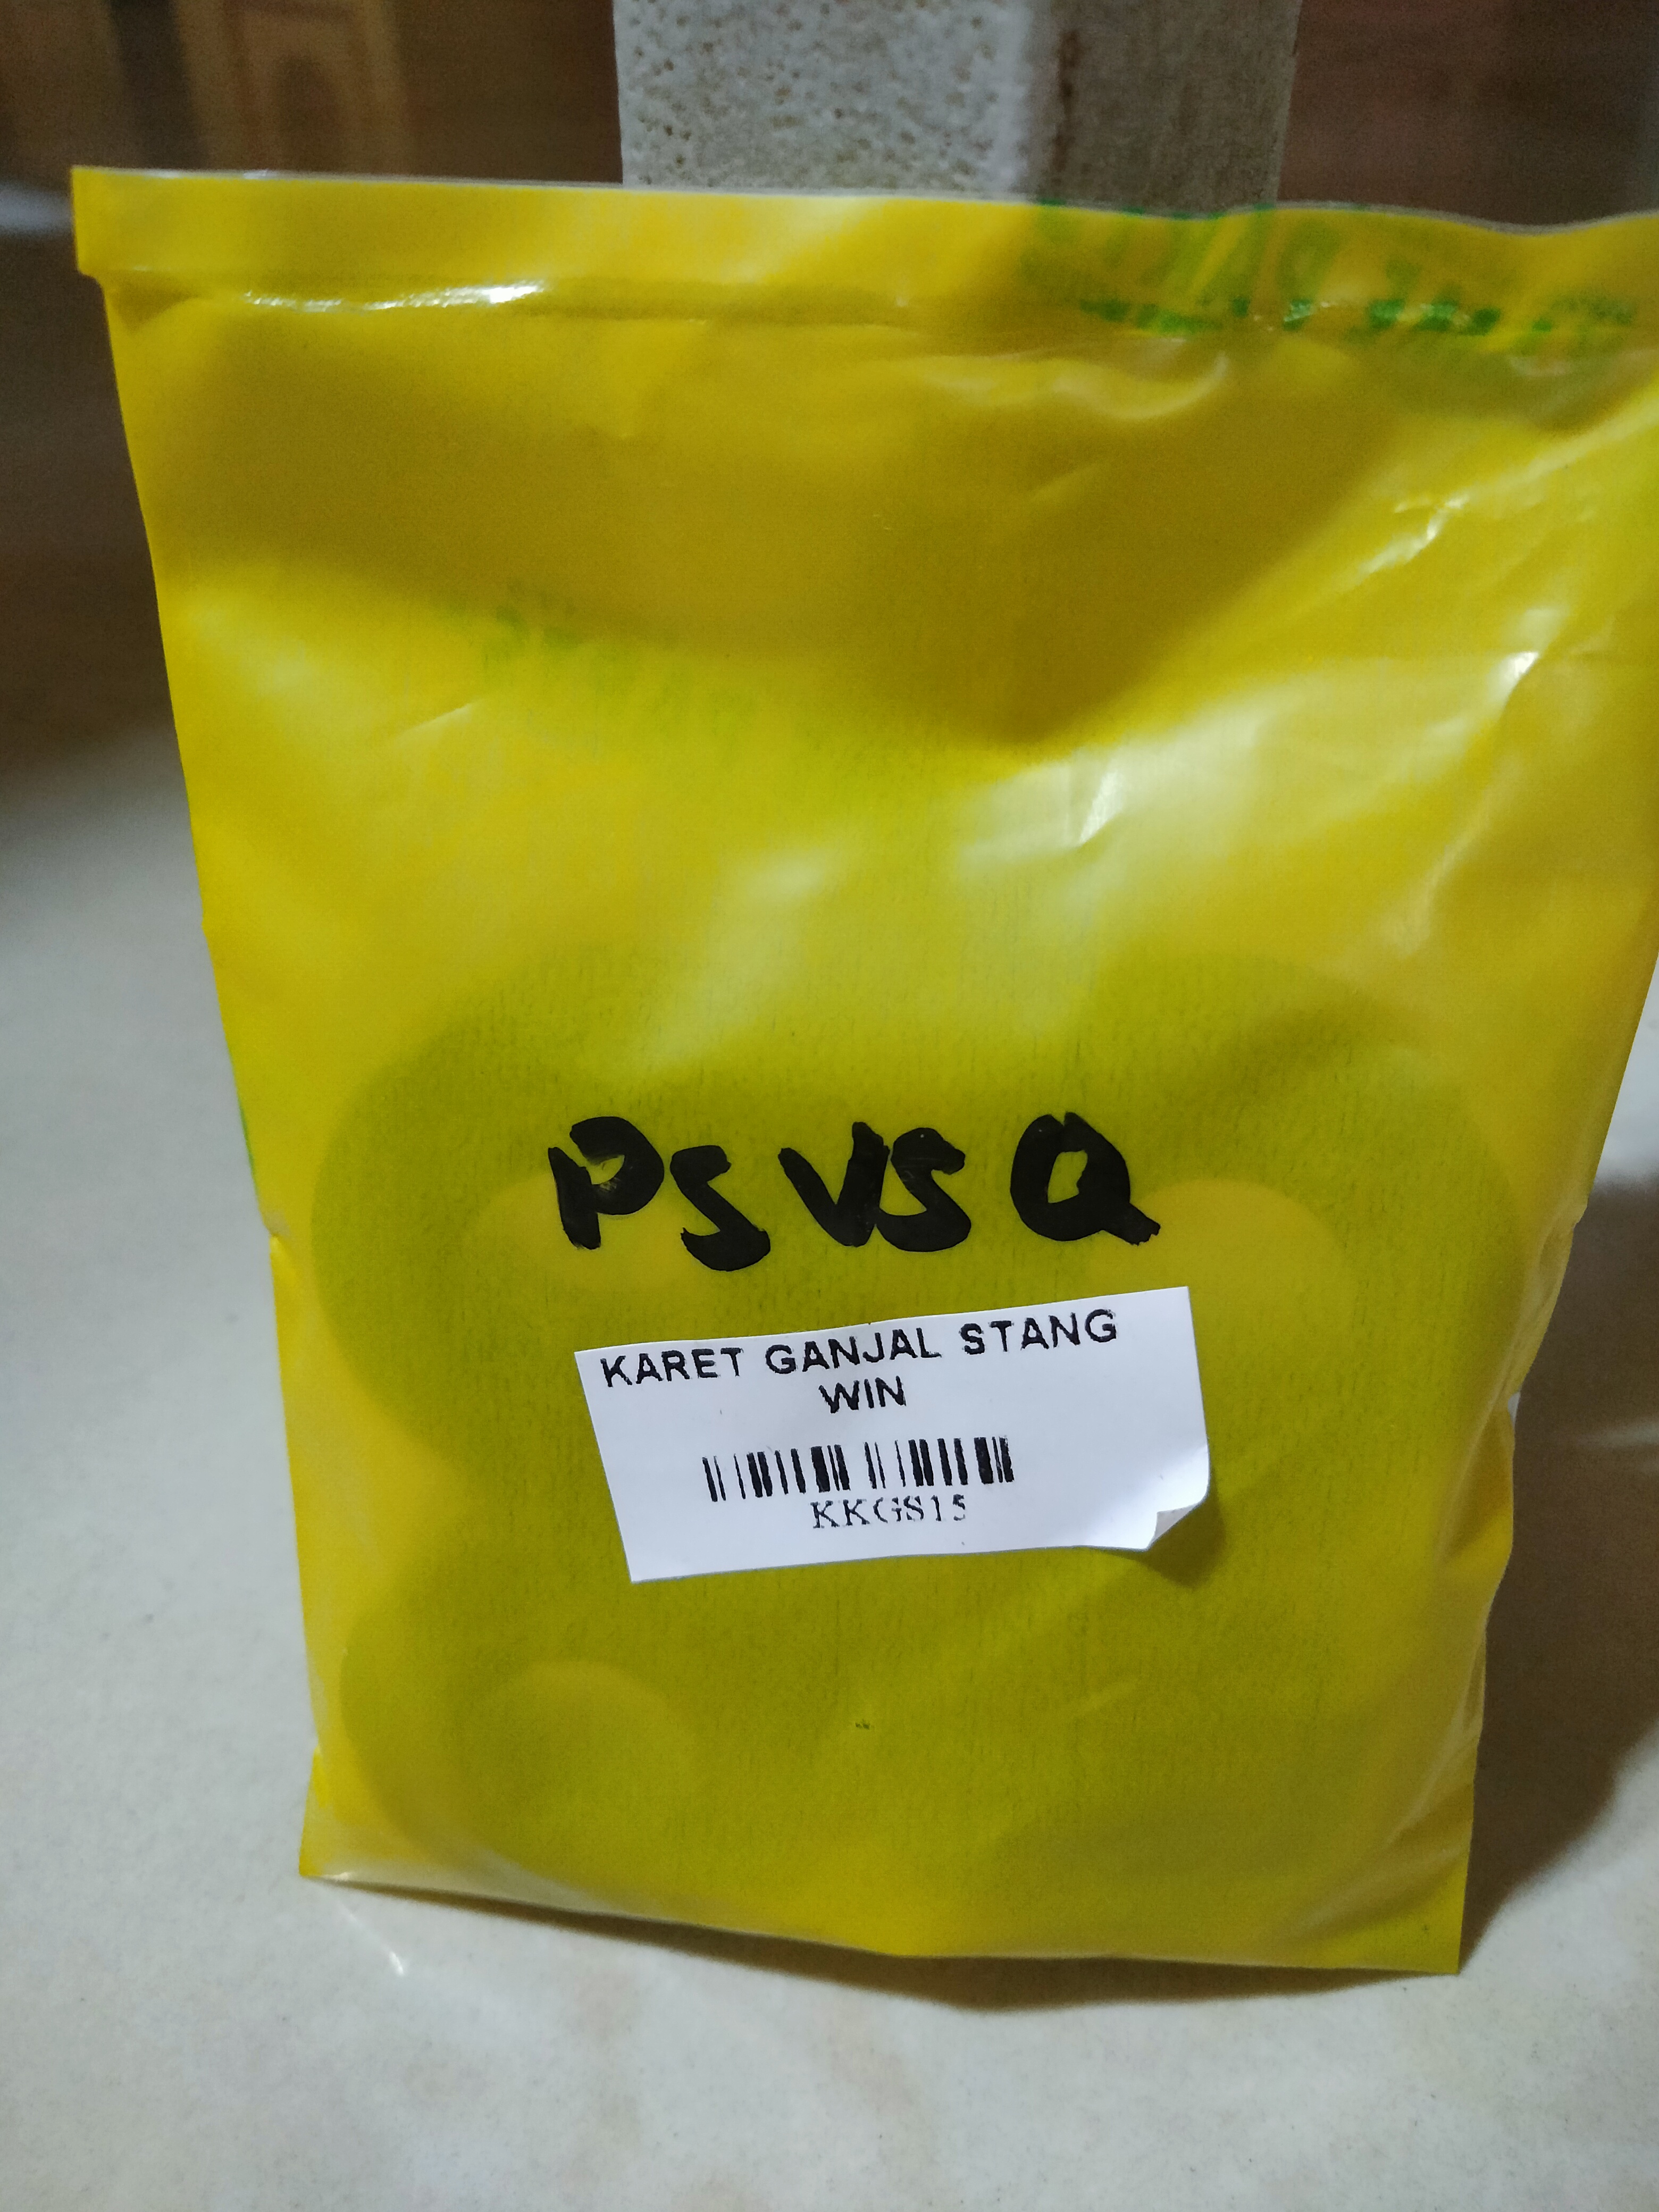 PS VS Q
KARET GANJAL STANG
WIN
KKGS15